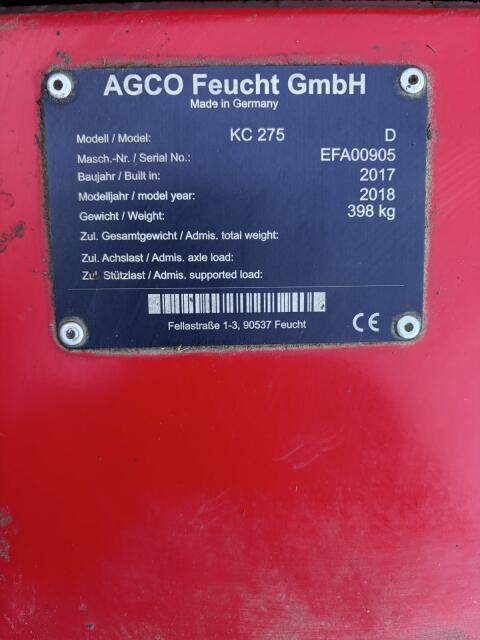 AGCO Feucht GmbH
Made in Germany
Modell / Model: KC 275 D
Masch.-Nr. / Serial No.: EFA00905
Baujahr / Built in: 2017
Modelljahr / model year: 2018
Gewicht / Weight: 398 kg
Zul. Gesamtgewicht / Admis. total weight:
Zul. Achslast / Admis. axle load:
Zul. Stützlast / Admis. supported load:
Fellastraße 1-3, 90537 Feucht
CE